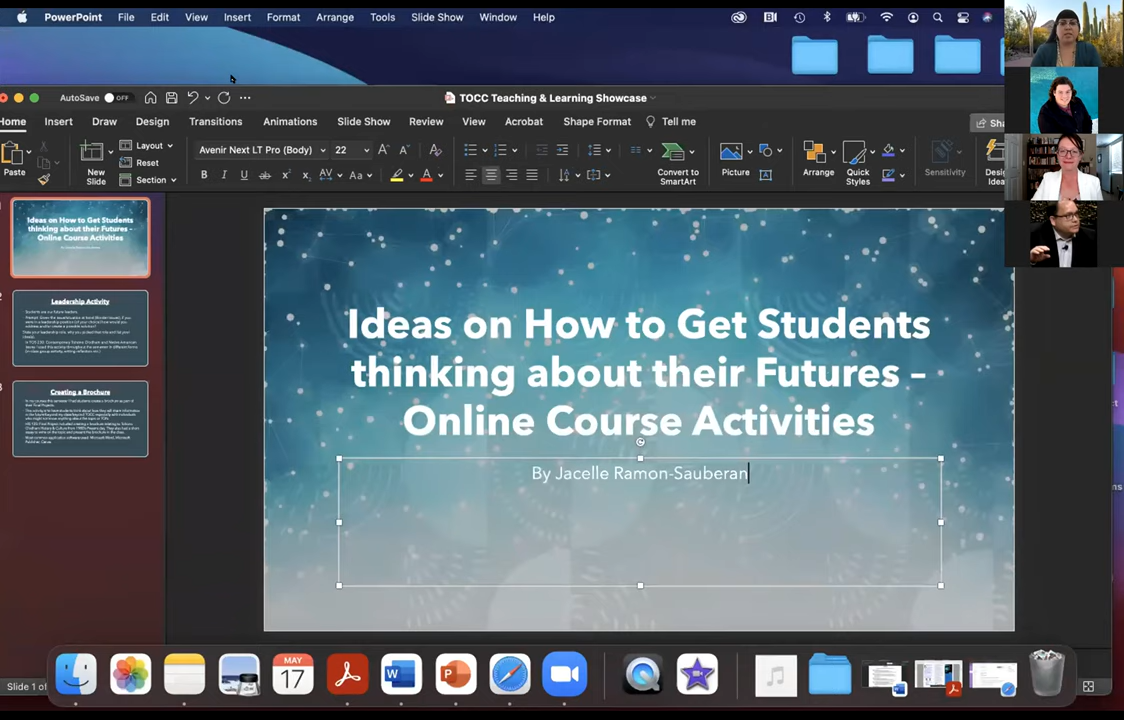 PowerPoint File Edit View Insert Format Arrange Tools Slide Show Window Help
AutoSave OFF TOCC Teaching & Learning Showcase
Home Insert Draw Design Transitions Animations Slide Show Review View Acrobat Shape Format Tell me
Paste
New Slide
Layout
Reset
Section
Avenir Next LT Pro (Body) 22
Convert to SmartArt
Picture
Arrange
Quick Styles
Sensitivity
Ideas on How to Get Students
thinking about their Futures –
Online Course Activities
2
Leadership Activity
3
Creating a Brochure
Ideas on How to Get Students
thinking about their Futures –
Online Course Activities
By Jacelle Ramon-Sauberan
MAY
17
Slide 1 of